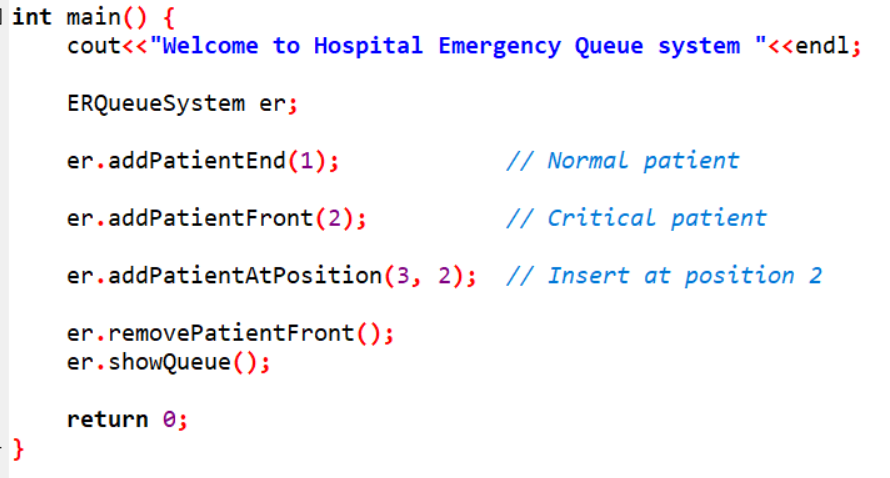 int main() {
cout<<"Welcome to Hospital Emergency Queue system "<<endl;
ERQueueSystem er;
er.addPatientEnd(1); // Normal patient
er.addPatientFront(2); // Critical patient
er.addPatientAtPosition(3, 2); // Insert at position 2
er.removePatientFront();
er.showQueue();
return 0;
}